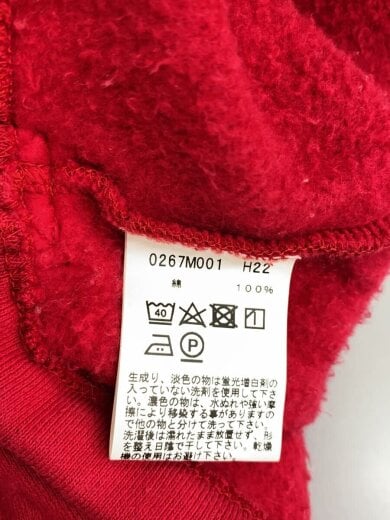 0267M001 H22
綿 100%
40
P
生成り、淡色の物は蛍光増白剤の
入っていない洗剤を使用して下さ
い。濃色の物は、水ぬれや強い摩
擦により移染する事がありますの
で他の物と分けて洗って下さい。
洗濯後は濡れたまま放置せず、形
を整え日陰で干して下さい。乾燥
機の使用はお避け下さい。